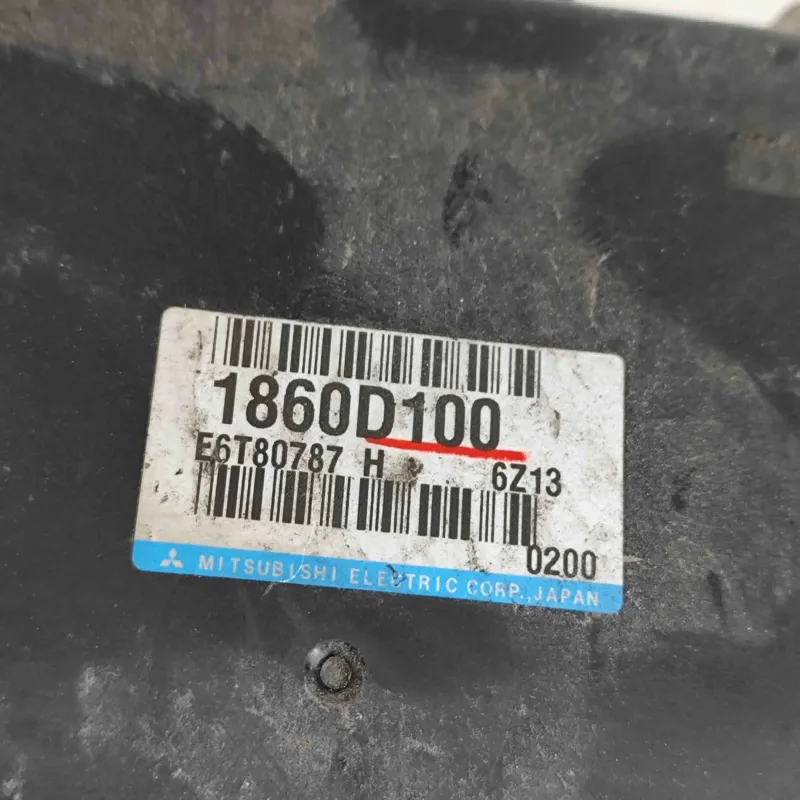 1860D100
E6T80787 H 6Z13
0200
MITSUBISHI ELECTRIC CORP., JAPAN